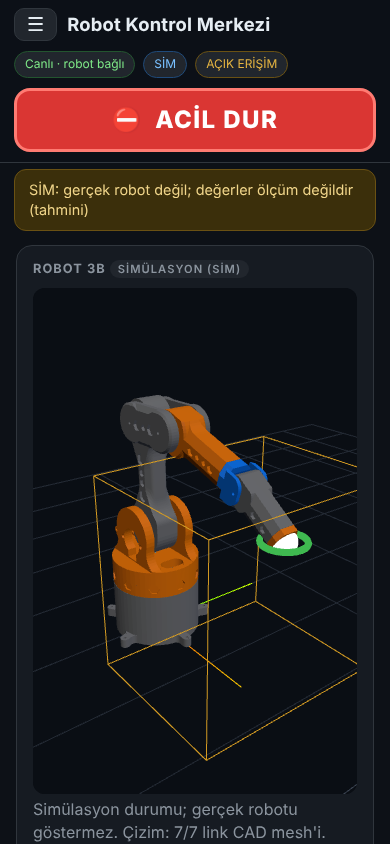 ☰ Robot Kontrol Merkezi
Canlı · robot bağlı SİM AÇIK ERİŞİM
⛔ ACİL DUR
SİM: gerçek robot değil; değerler ölçüm değildir
(tahmini)
ROBOT 3B SİMÜLASYON (SİM)
Simülasyon durumu; gerçek robotu
göstermez. Çizim: 7/7 link CAD mesh'i.